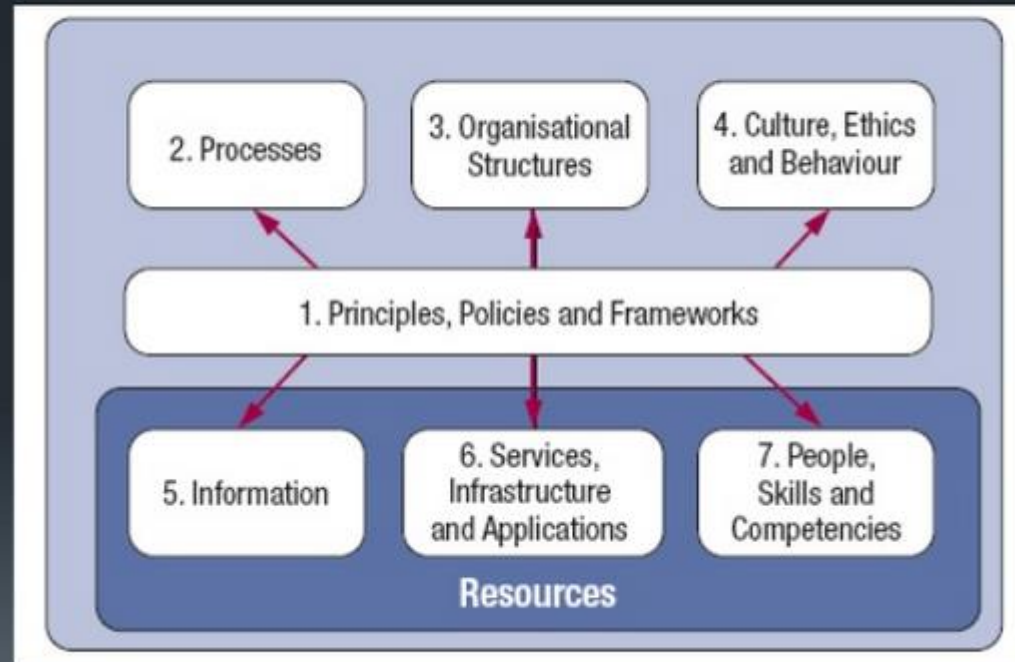 2. Processes
3. Organisational
Structures
4. Culture, Ethics
and Behaviour
1. Principles, Policies and Frameworks
5. Information
6. Services,
Infrastructure
and Applications
7. People,
Skills and
Competencies
Resources